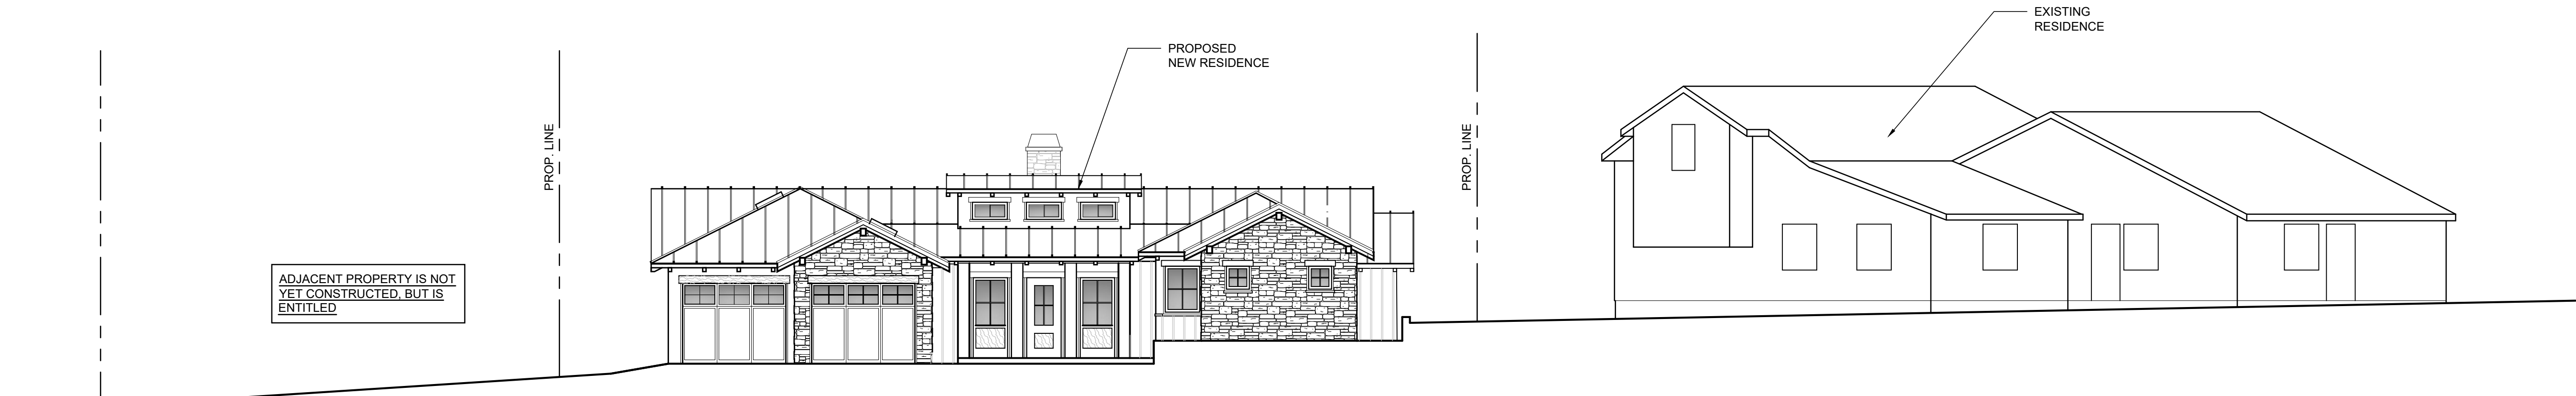 PROP. LINE
PROPOSED
NEW RESIDENCE
PROP. LINE
EXISTING
RESIDENCE
ADJACENT PROPERTY IS NOT
YET CONSTRUCTED, BUT IS
ENTITLED